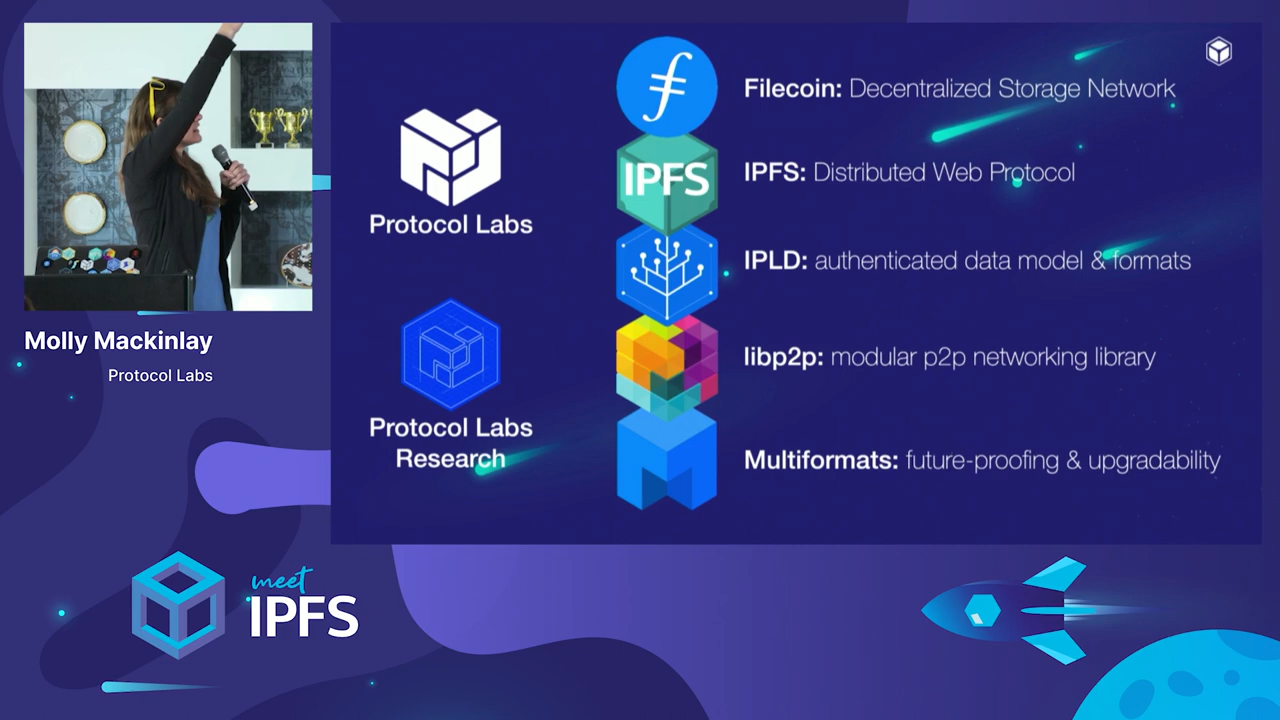 Molly Mackinlay
Protocol Labs
Protocol Labs
Protocol Labs
Research
Filecoin: Decentralized Storage Network
IPFS
IPFS: Distributed Web Protocol
IPLD: authenticated data model & formats
libp2p: modular p2p networking library
Multiformats: future-proofing & upgradability
meet
IPFS